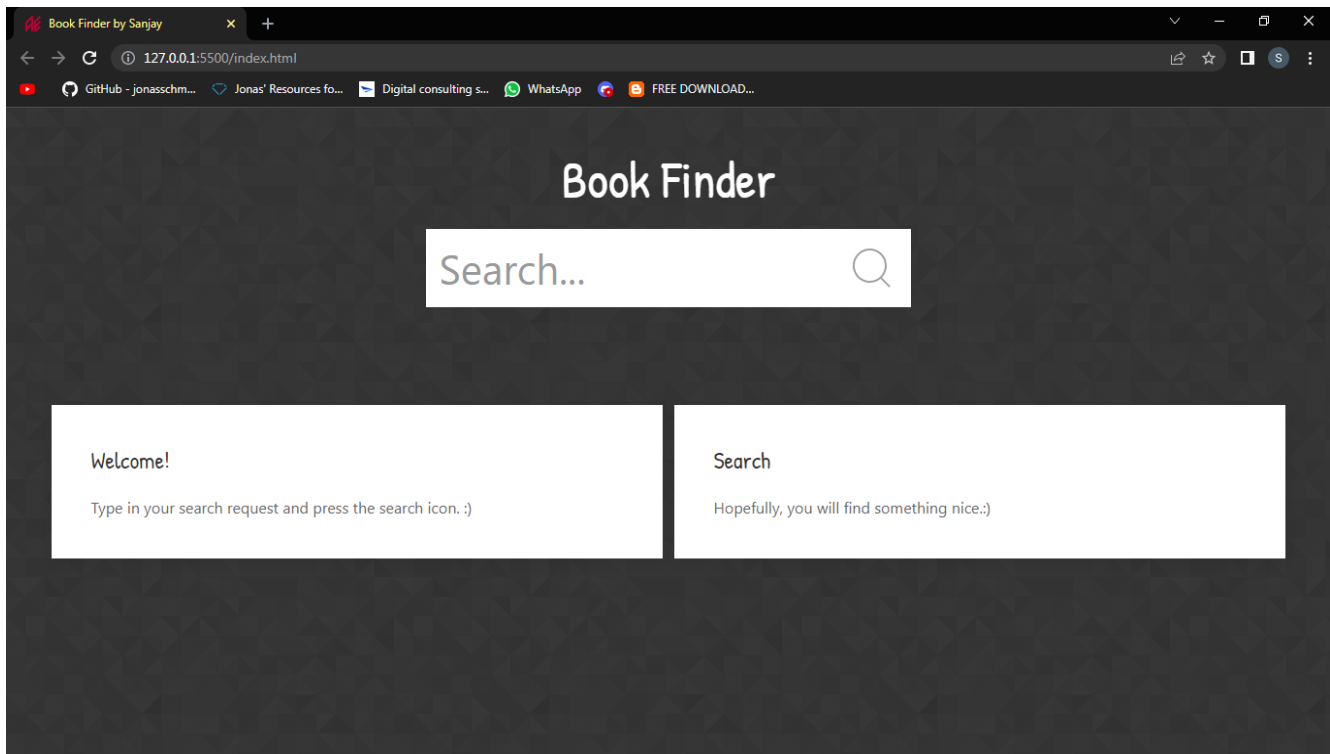 Book Finder by Sanjay
127.0.0.1:5500/index.html
S
GitHub - jonasschm... Jonas' Resources fo... Digital consulting s... WhatsApp FREE DOWNLOAD...
Book Finder
Search...
Welcome!
Type in your search request and press the search icon. :)
Search
Hopefully, you will find something nice.:)